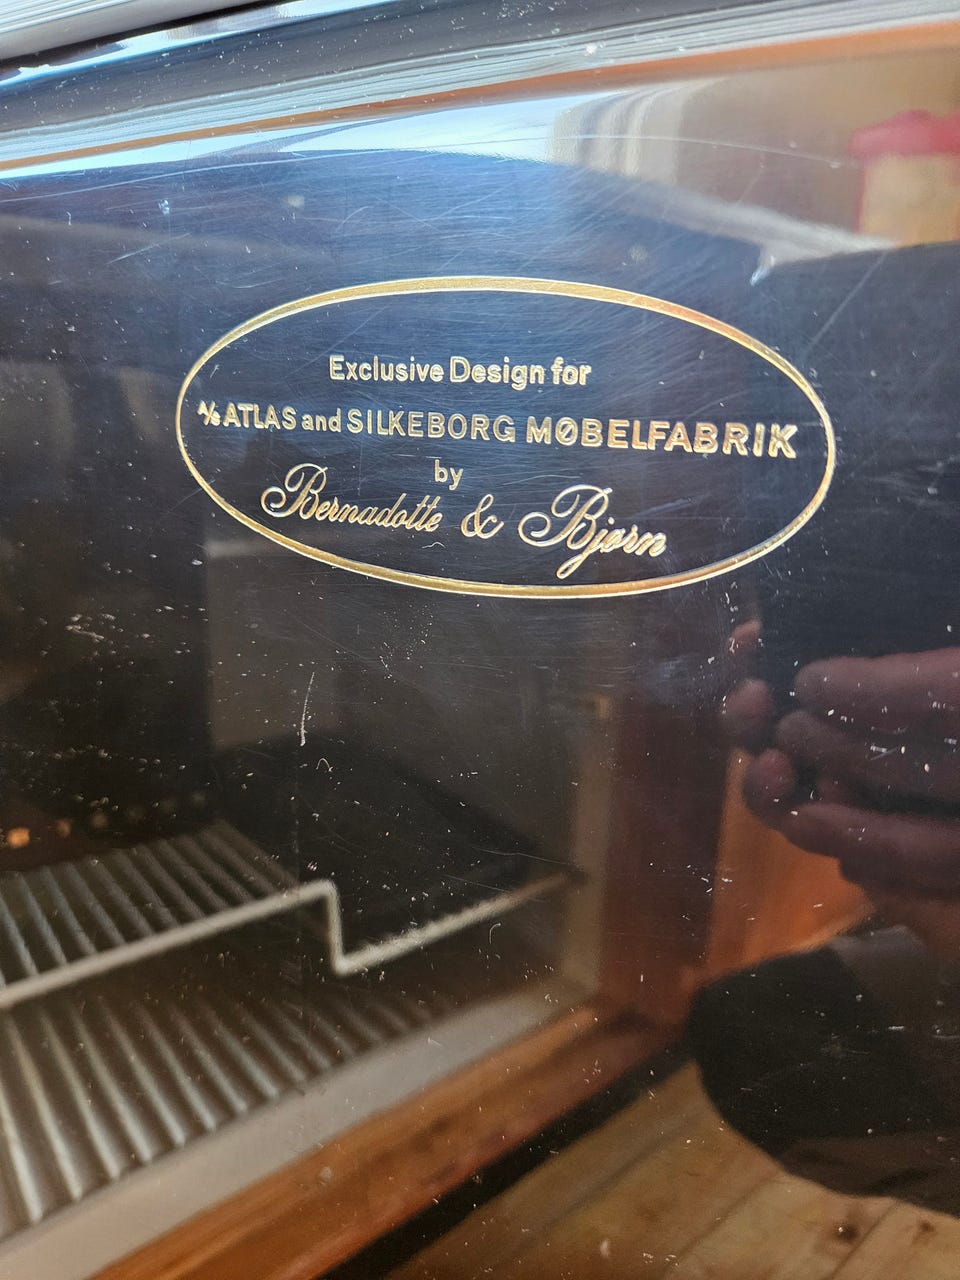 Exclusive Design for
A/S ATLAS and SILKEBORG MØBELFABRIK
by
Bernadotte & Bjørn